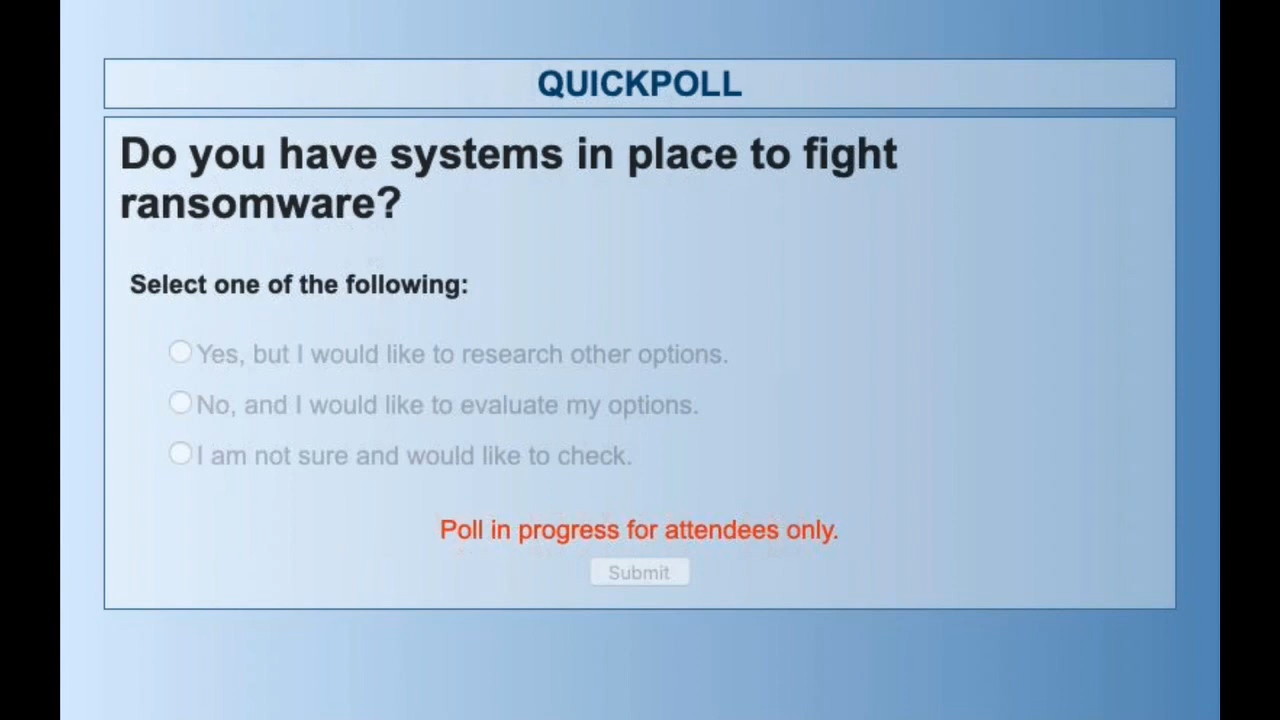 QUICKPOLL
Do you have systems in place to fight
ransomware?
Select one of the following:
Yes, but I would like to research other options.
No, and I would like to evaluate my options.
I am not sure and would like to check.
Poll in progress for attendees only.
Submit